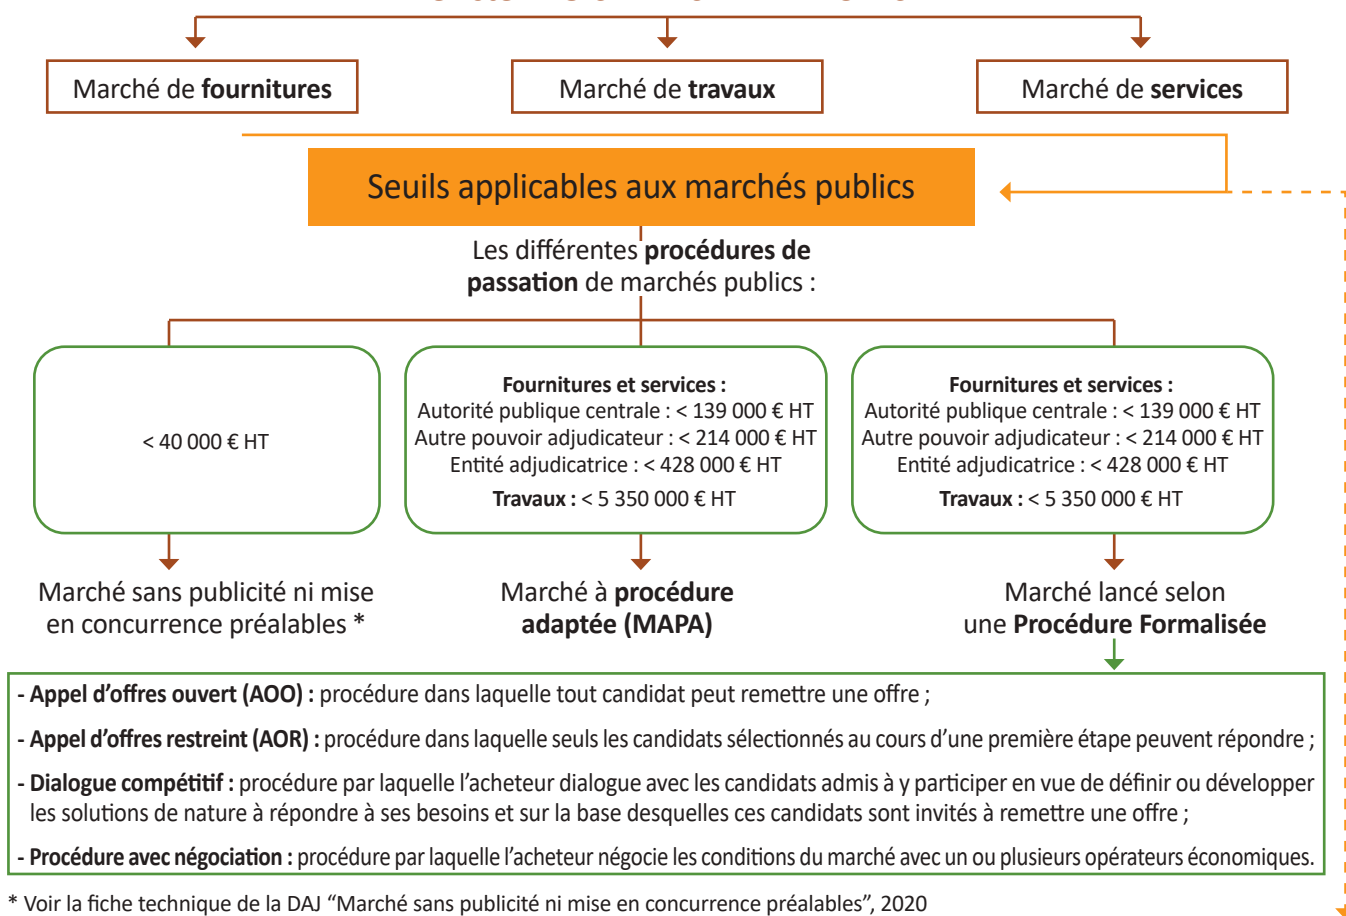 Marché de fournitures
Marché de travaux
Marché de services
Seuils applicables aux marchés publics
Les différentes procédures de
passation de marchés publics :
< 40 000 € HT
Fournitures et services :
Autorité publique centrale : < 139 000 € HT
Autre pouvoir adjudicateur : < 214 000 € HT
Entité adjudicatrice : < 428 000 € HT
Travaux : < 5 350 000 € HT
Fournitures et services :
Autorité publique centrale : < 139 000 € HT
Autre pouvoir adjudicateur : < 214 000 € HT
Entité adjudicatrice : < 428 000 € HT
Travaux : < 5 350 000 € HT
Marché sans publicité ni mise
en concurrence préalables *
Marché à procédure
adaptée (MAPA)
Marché lancé selon
une Procédure Formalisée
- Appel d’offres ouvert (AOO) : procédure dans laquelle tout candidat peut remettre une offre ;
- Appel d’offres restreint (AOR) : procédure dans laquelle seuls les candidats sélectionnés au cours d’une première étape peuvent répondre ;
- Dialogue compétitif : procédure par laquelle l’acheteur dialogue avec les candidats admis à y participer en vue de définir ou développer
les solutions de nature à répondre à ses besoins et sur la base desquelles ces candidats sont invités à remettre une offre ;
- Procédure avec négociation : procédure par laquelle l’acheteur négocie les conditions du marché avec un ou plusieurs opérateurs économiques.
* Voir la fiche technique de la DAJ “Marché sans publicité ni mise en concurrence préalables”, 2020